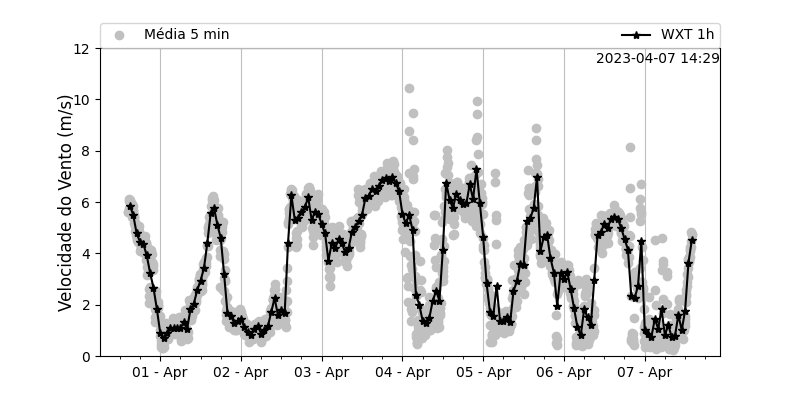 Média 5 min
WXT 1h
2023-04-07 14:29
Velocidade do Vento (m/s)
12
10
8
6
4
2
0
01 - Apr
02 - Apr
03 - Apr
04 - Apr
05 - Apr
06 - Apr
07 - Apr